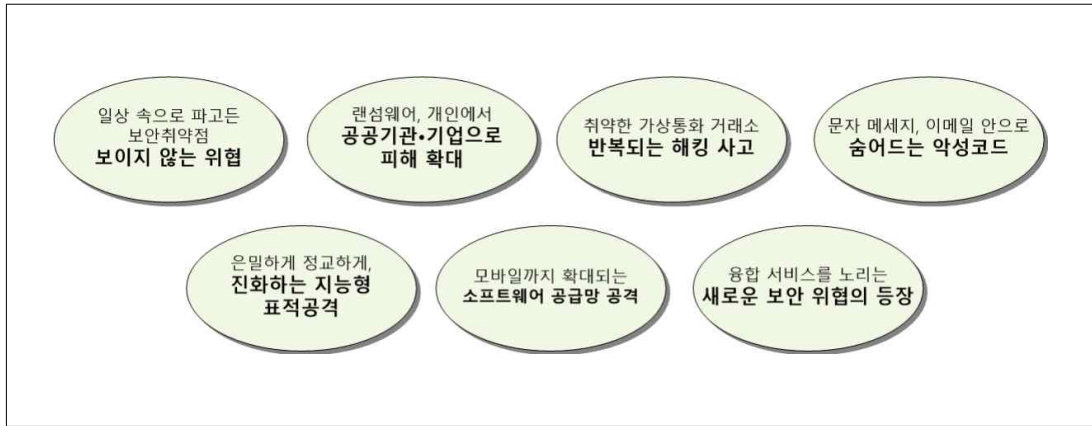 일상 속으로 파고든
보안취약점
보이지 않는 위협
랜섬웨어, 개인에서
공공기관•기업으로
피해 확대
취약한 가상통화 거래소
반복되는 해킹 사고
문자 메세지, 이메일 안으로
숨어드는 악성코드
은밀하게 정교하게,
진화하는 지능형
표적공격
모바일까지 확대되는
소프트웨어 공급망 공격
융합 서비스를 노리는
새로운 보안 위협의 등장